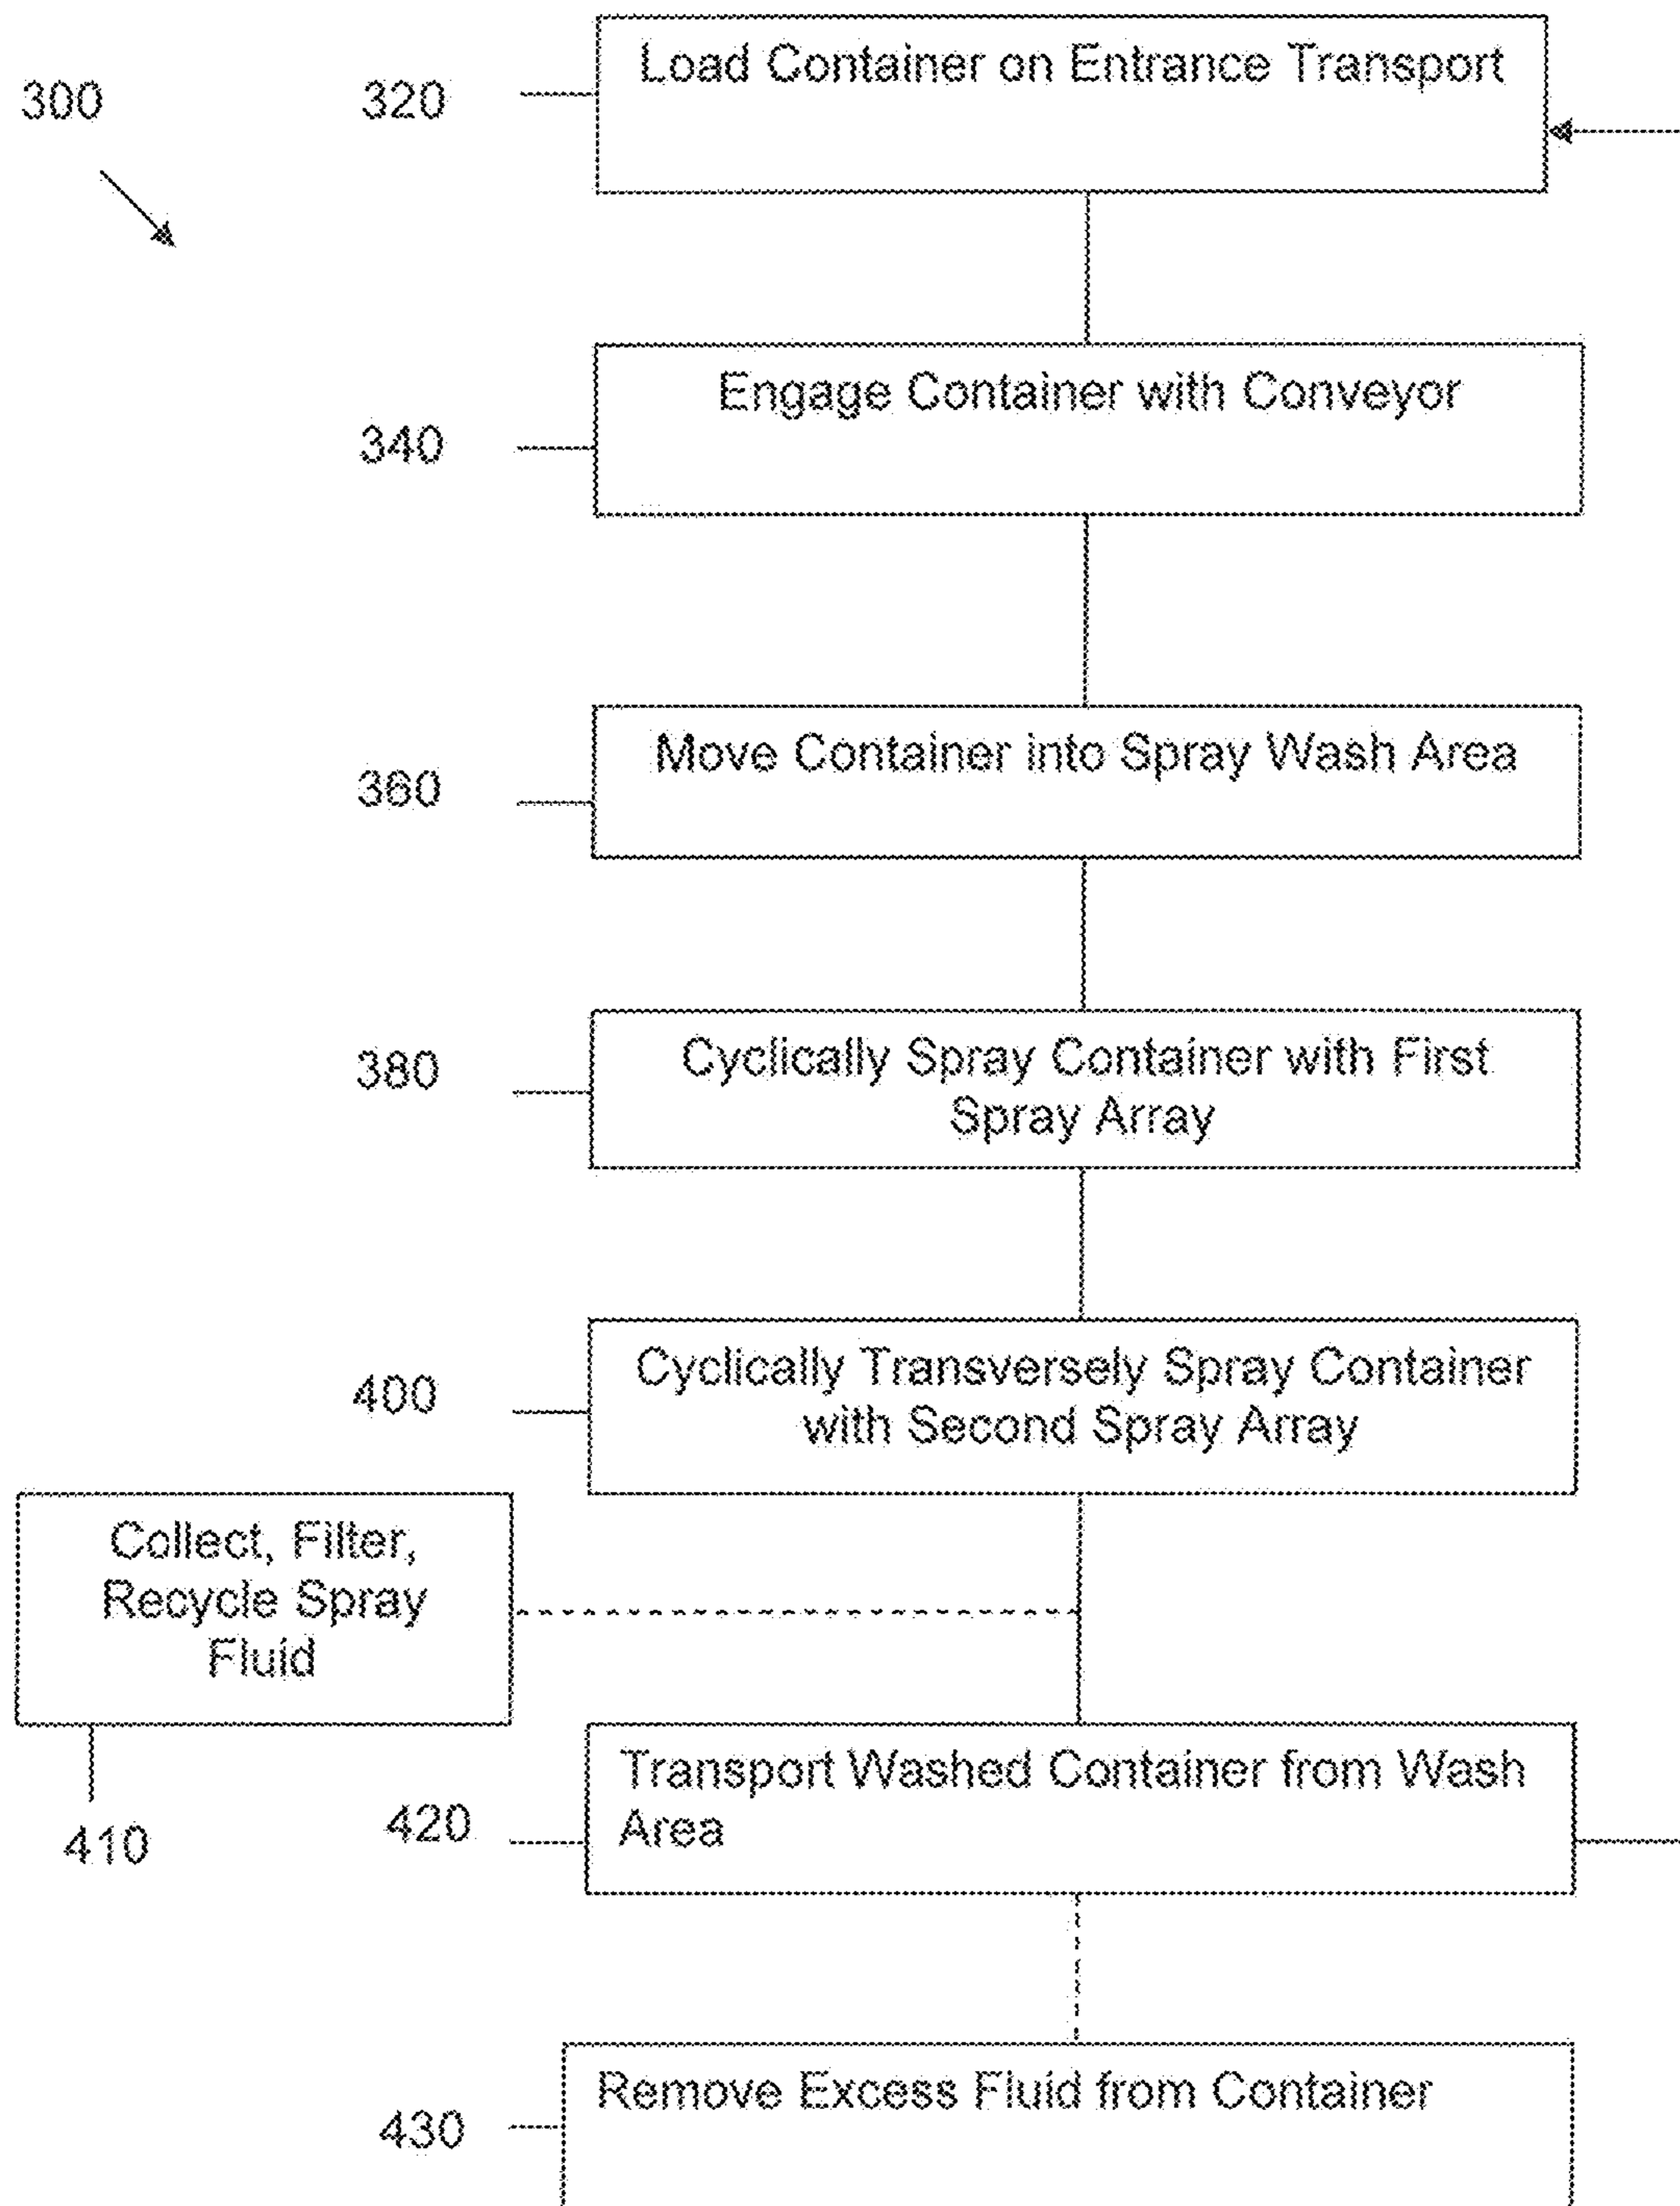 300
320
Load Container on Entrance Transport
340
Engage Container with Conveyor
360
Move Container into Spray Wash Area
380
Cyclically Spray Container with First
Spray Array
400
Cyclically Transversely Spray Container
with Second Spray Array
Collect, Filter,
Recycle Spray
Fluid
410
420
Transport Washed Container from Wash
Area
430
Remove Excess Fluid from Container